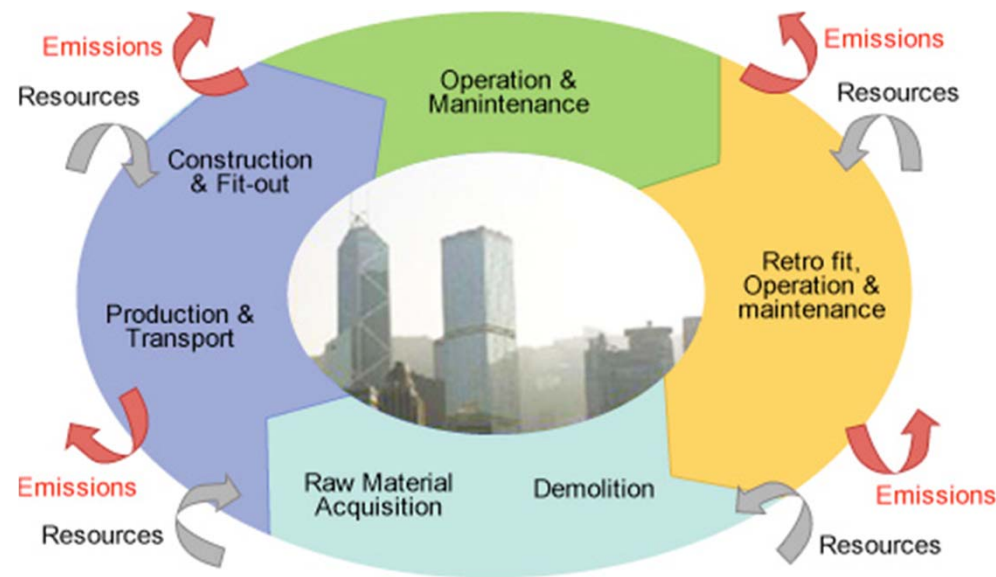 Emissions
Resources
Operation &
Manintenance
Emissions
Resources
Construction
& Fit-out
Retro fit,
Operation &
maintenance
Production &
Transport
Raw Material
Acquisition
Demolition
Emissions
Resources
Emissions
Resources